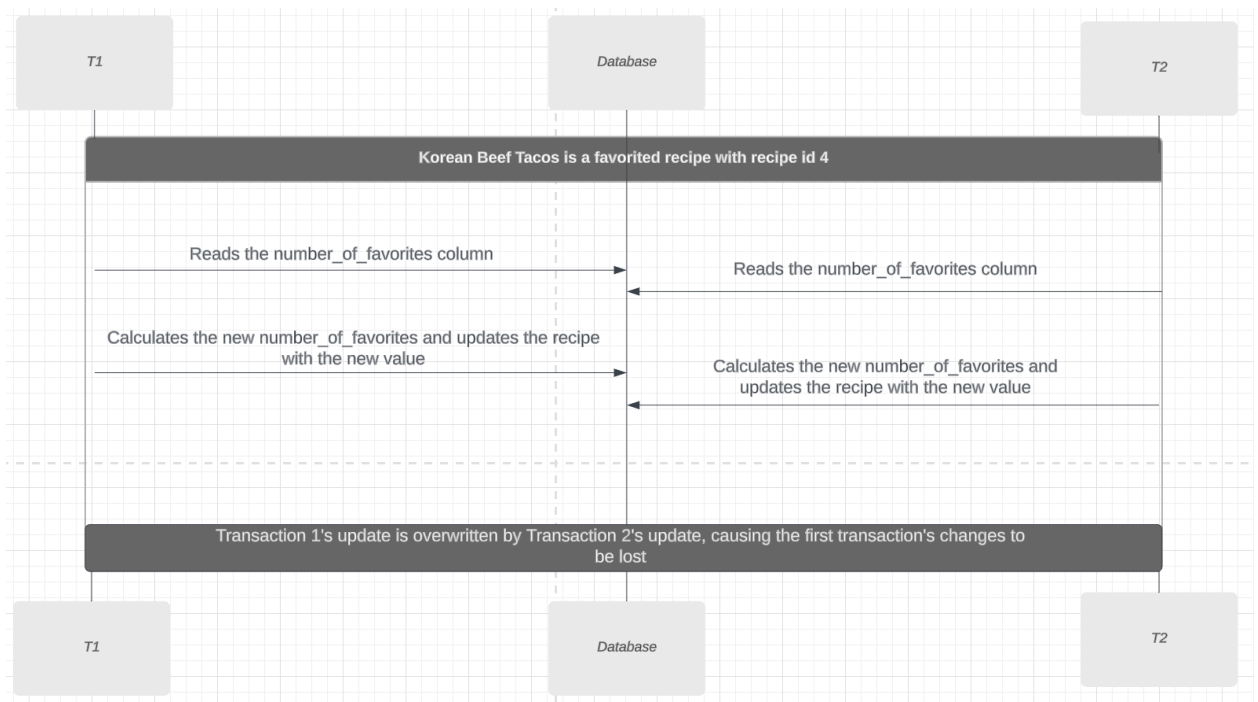 T1
Database
T2
Korean Beef Tacos is a favorited recipe with recipe id 4
Reads the number_of_favorites column
Reads the number_of_favorites column
Calculates the new number_of_favorites and updates the recipe
with the new value
Calculates the new number_of_favorites and
updates the recipe with the new value
Transaction 1's update is overwritten by Transaction 2's update, causing the first transaction's changes to
be lost
T1
Database
T2